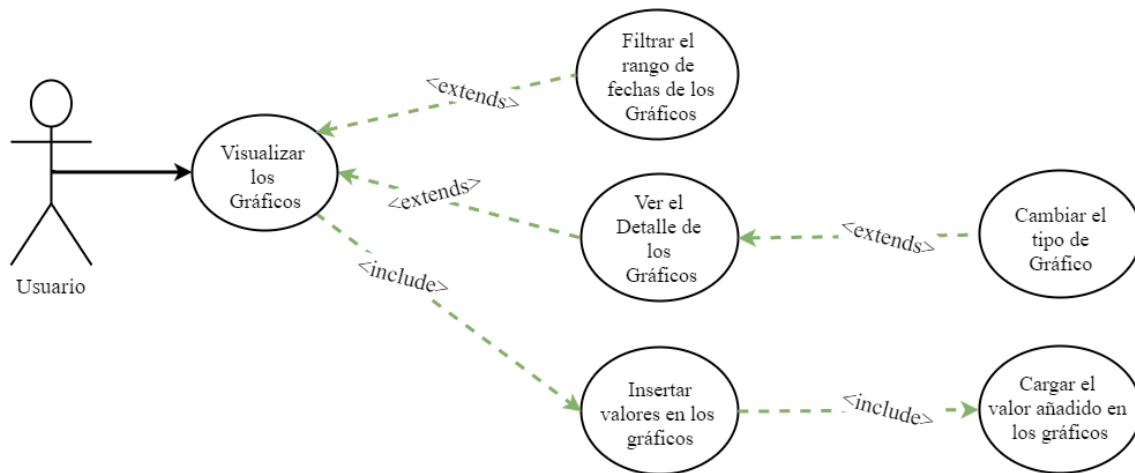 Filtrar el
rango de
fechas de los
Gráficos
<extends>
Visualizar
los
Gráficos
<extends>
Ver el
Detalle de
los
Gráficos
<extends>
Cambiar el
tipo de
Gráfico
Usuario
<include>
Insertar
valores en los
gráficos
<include>
Cargar el
valor añadido en
los gráficos